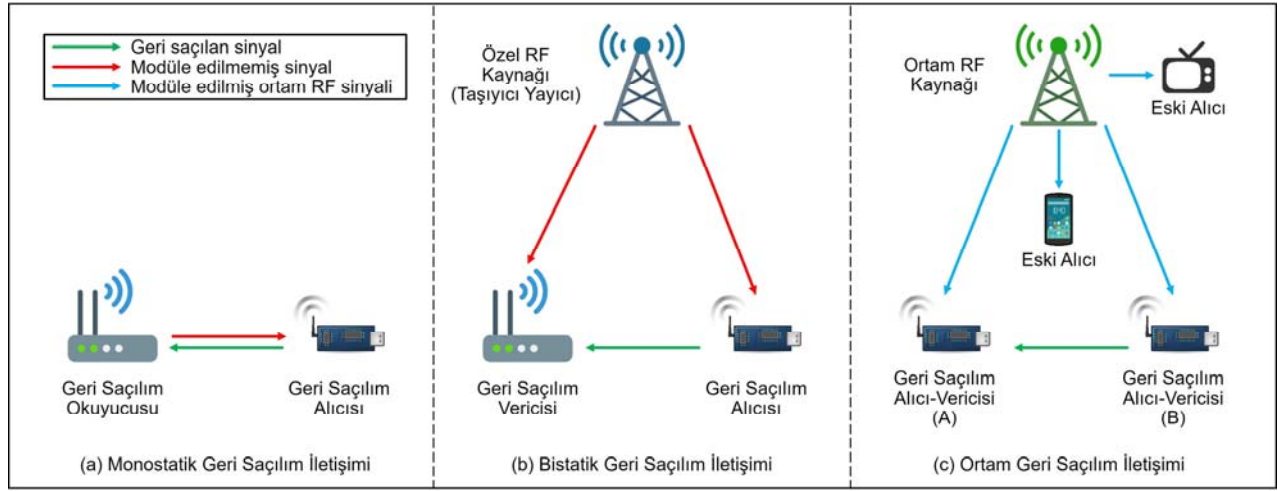 Geri saçılan sinyal
Modüle edilmemiş sinyal
Modüle edilmiş ortam RF sinyali
Geri Saçılım
Okuyucusu
Geri Saçılım
Alıcısı
(a) Monostatik Geri Saçılım İletişimi
Özel RF
Kaynağı
(Taşıyıcı Yayıcı)
Geri Saçılım
Vericisi
Geri Saçılım
Alıcısı
(b) Bistatik Geri Saçılım İletişimi
Ortam RF
Kaynağı
Eski Alıcı
Eski Alıcı
Geri Saçılım
Alıcı-Vericisi
(A)
Geri Saçılım
Alıcı-Vericisi
(B)
(c) Ortam Geri Saçılım İletişimi